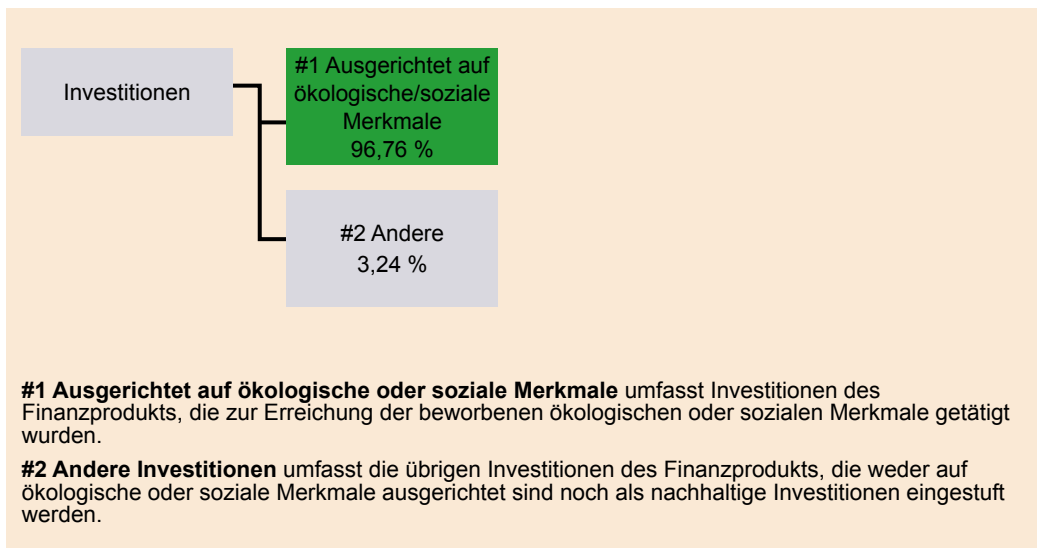 Investitionen
#1 Ausgerichtet auf
ökologische/soziale
Merkmale
96,76 %
#2 Andere
3,24 %
#1 Ausgerichtet auf ökologische oder soziale Merkmale umfasst Investitionen des
Finanzprodukts, die zur Erreichung der beworbenen ökologischen oder sozialen Merkmale getätigt
wurden.
#2 Andere Investitionen umfasst die übrigen Investitionen des Finanzprodukts, die weder auf
ökologische oder soziale Merkmale ausgerichtet sind noch als nachhaltige Investitionen eingestuft
werden.